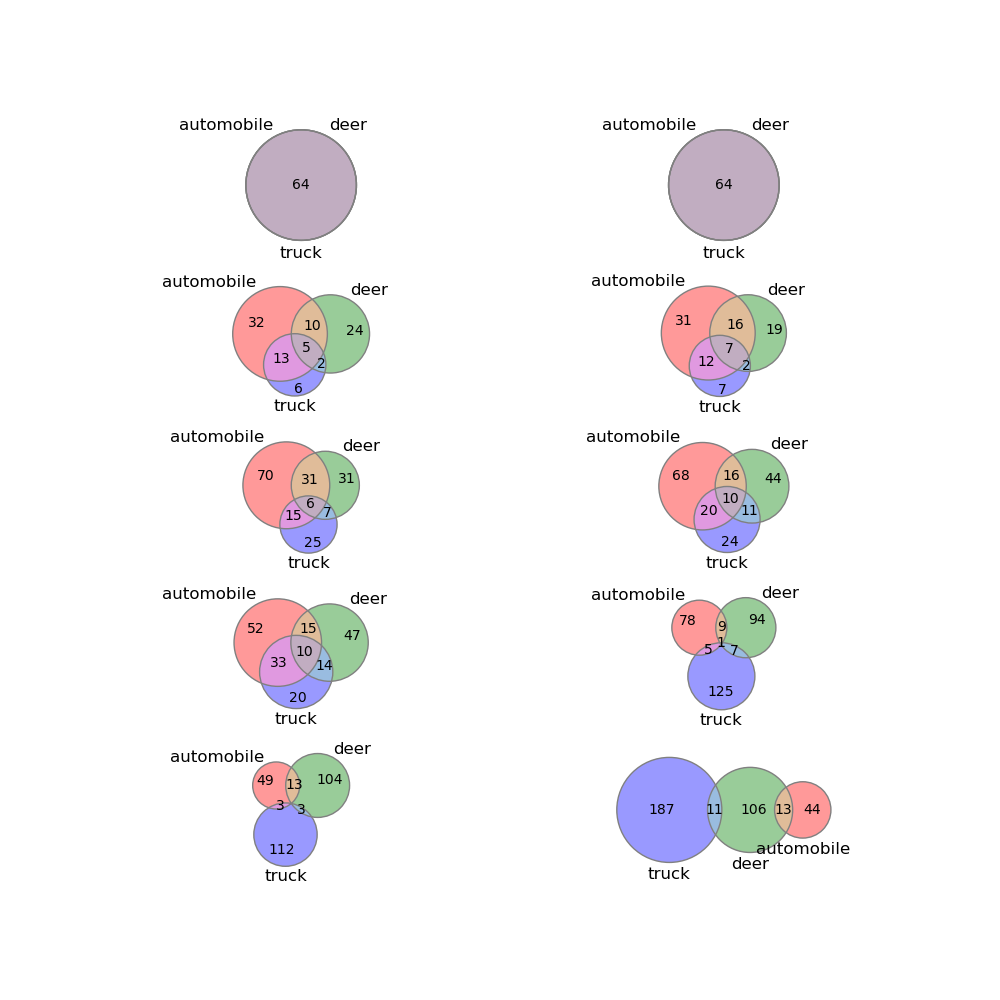 automobile deer
64
truck
automobile deer
64
truck
automobile
deer
32 10 24
5
13 2
6
truck
automobile
deer
31 16 19
7
12 2
7
truck
automobile
deer
70 31 31
6
15 7
25
truck
automobile
deer
68 16 44
10
20 11
24
truck
automobile
deer
52 15 47
10
33 14
20
truck
automobile
deer
78 9 94
1
5 7
125
truck
automobile
deer
49 13 104
3 3
112
truck
187 11 106 13 44
automobile
deer
truck